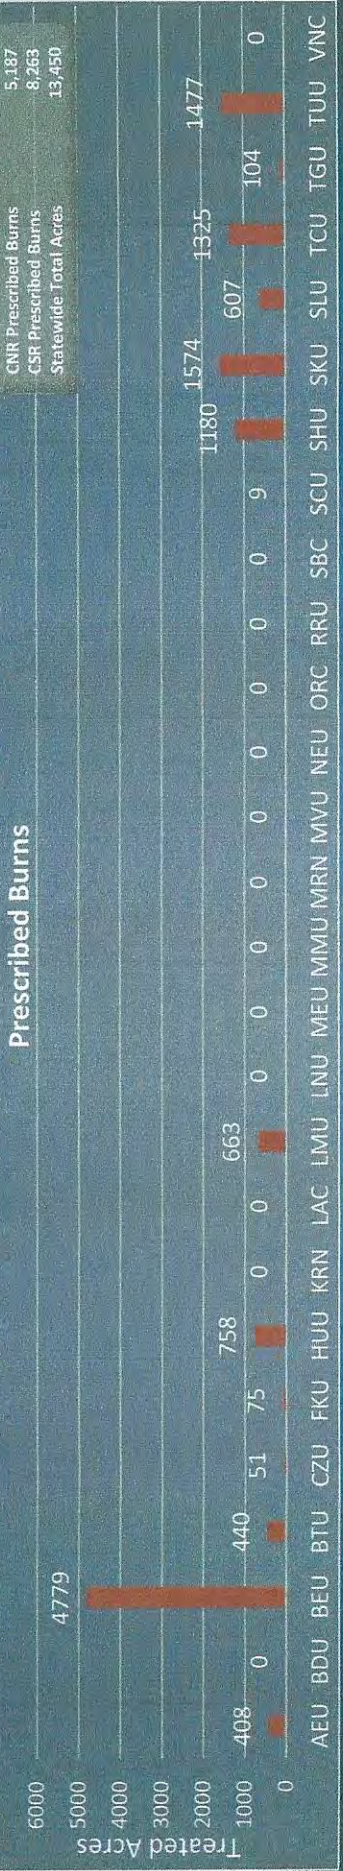 Prescribed Burns
CNR Prescribed Burns 5,187
CSR Prescribed Burns 8,263
Statewide Total Acres 13,450
Treated Acres
6000
5000
4000
3000
2000
1000
0
408 0 4779 440 51 75 758 0 0 663 0 0 0 0 0 0 0 0 0 9 1180 1574 607 1325 104 1477 0
AEU BDU BEU BTU CZU FKU HUU KRN LAC LMU LNU MEU MMU MRN MVU NEU ORC RRU SBC SCU SHU SKU SLU TCU TGU TUU VNC